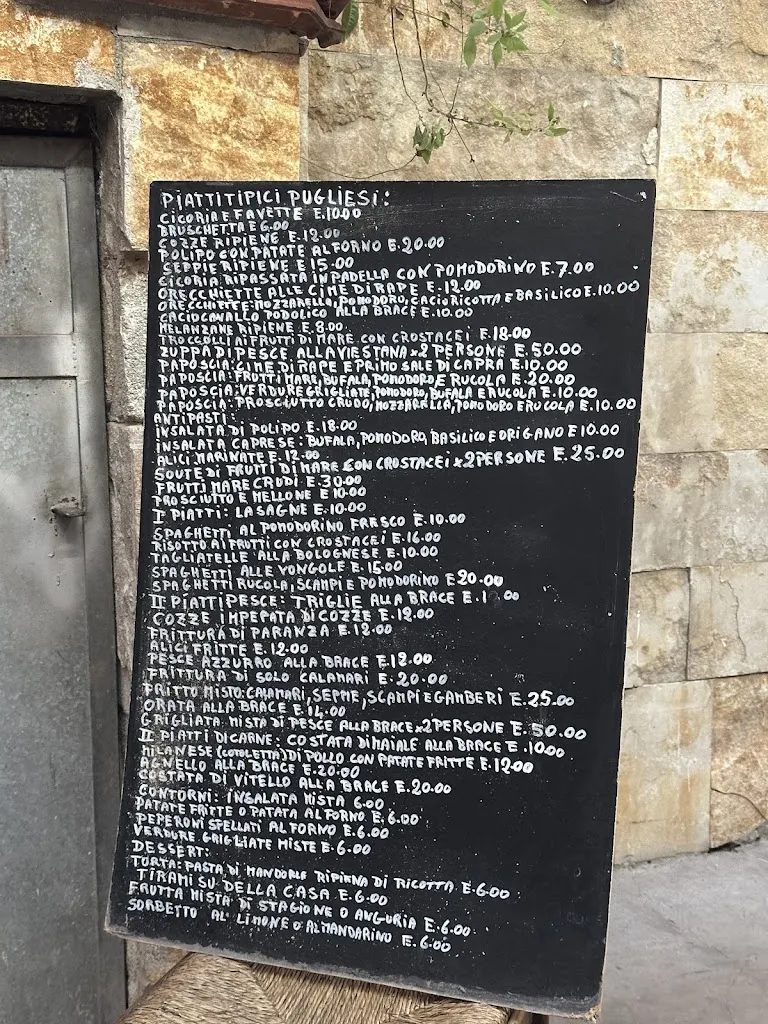 PIATTI TIPICI PUGLIESI:
CICORIA E FAVETTE E.10.00
BRUSCHETTA E 6.00
COZZE RIPIENE E.12.00
POLIPO CON PATATE AL FORNO E.20.00
SEPPIE RIPIENE E 15.00
CICORIA RIPASSATA IN PADELLA CON POMODORINO E.7.00
ORECCHIETTE ALLE CIME DI RAPE E.12.00
ORECCHIETTE: MOZZARELLA, POMODORO, CACIORICOTTA E BASILICO E.10.00
CACIOCAVALLO PODOLICO ALLA BRACE E.10.00
MELANZANE RIPIENE E.8.00
TROCCOLI AI FRUTTI DI MARE CON CROSTACEI E.18.00
ZUPPA DI PESCE ALLA VIESTANA x2 PERSONE E.50.00
PAPOSCIA: CIME DI RAPE E PRIMO SALE DI CAPRA E.10.00
PAPOSCIA: FRUTTI MARE, BUFALA, POMODORO E RUCOLA E.20.00
PAPOSCIA: VERDURE GRIGLIATE, POMODORO, BUFALA E RUCOLA E.10.00
PAPOSCIA: PROSCIUTTO CRUDO, MOZZARELLA, POMODORO E RUCOLA E.10.00
ANTIPASTI:
INSALATA DI POLIPO E.18.00
INSALATA CAPRESE: BUFALA, POMODORO, BASILICO E ORIGANO E 10.00
ALICI MARINATE E.12.00
SOUTE DI FRUTTI DI MARE CON CROSTACEI x2 PERSONE E.25.00
FRUTTI MARE CRUDI E.30.00
PROSCIUTTO E MELLONE E 10.00
I PIATTI: LASAGNE E.10.00
SPAGHETTI AL POMODORINO FRESCO E.10.00
RISOTTO AI FRUTTI CON CROSTACEI E.16.00
TAGLIATELLE ALLA BOLOGNESE E.10.00
SPAGHETTI ALLE VONGOLE E.15.00
SPAGHETTI RUCOLA, SCAMPI E POMODORINO E 20.00
II PIATTI PESCE: TRIGLIE ALLA BRACE
COZZE IMPEPATA DI COZZE E.12.00
FRITTURA DI PARANZA E.12.00
ALICI FRITTE E.12.00
PESCE AZZURRO ALLA BRACE E.12.00
FRITTURA DI SOLO CALAMARI E.20.00
FRITTO MISTO: CALAMARI, SEPPIE, SCAMPI E GAMBERI E.25.00
ORATA ALLA BRACE E.14.00
GRIGLIATA MISTA DI PESCE ALLA BRACE x2 PERSONE E.50.00
II PIATTI DI CARNE: COSTATA DI MAIALE ALLA BRACE E.10.00
MILANESE (COTOLETTA) DI POLLO CON PATATE FRITTE E.12.00
AGNELLO ALLA BRACE E.20.00
COSTATA DI VITELLO ALLA BRACE E.20.00
CONTORNI: INSALATA MISTA 6.00
PATATE FRITTE O PATATA AL FORNO E.6.00
PEPERONI SPELLATI AL FORNO E.6.00
VERDURE GRIGLIATE MISTE E.6.00
DESSERT:
TORTA: PASTA DI MANDORLE RIPIENA DI RICOTTA E.6.00
TIRAMI SU DELLA CASA E.6.00
FRUTTA MISTA DI STAGIONE O ANGURIA E.6.00
SORBETTO AL LIMONE O AL MANDARINO E.6.00